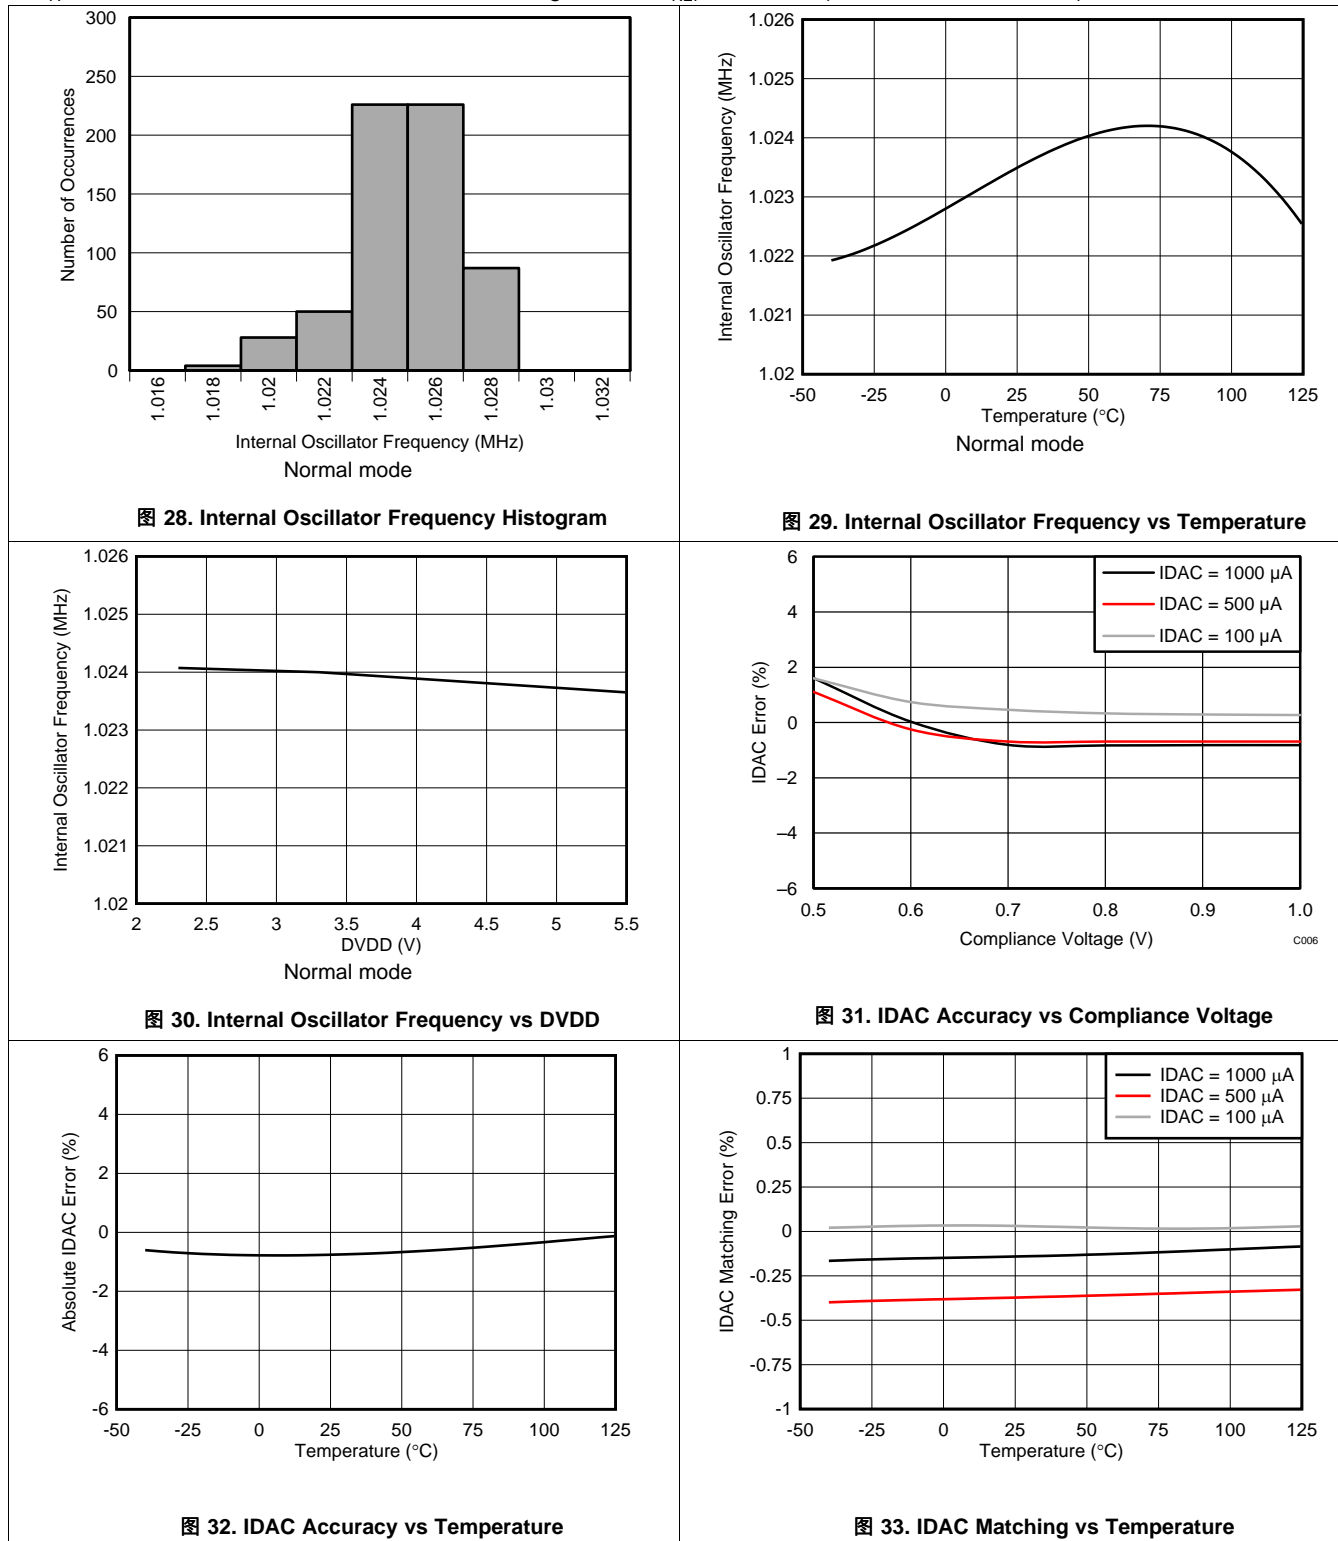 300
250
200
150
100
50
0
Number of Occurrences
1.016
1.018
1.02
1.022
1.024
1.026
1.028
1.03
1.032
Internal Oscillator Frequency (MHz)
Normal mode
图 28. Internal Oscillator Frequency Histogram
1.026
1.025
1.024
1.023
1.022
1.021
1.02
Internal Oscillator Frequency (MHz)
-50 -25 0 25 50 75 100 125
Temperature (°C)
Normal mode
图 29. Internal Oscillator Frequency vs Temperature
1.026
1.025
1.024
1.023
1.022
1.021
1.02
Internal Oscillator Frequency (MHz)
2 2.5 3 3.5 4 4.5 5 5.5
DVDD (V)
Normal mode
图 30. Internal Oscillator Frequency vs DVDD
6
4
2
0
–2
–4
–6
IDAC Error (%)
IDAC = 1000 µA
IDAC = 500 µA
IDAC = 100 µA
0.5 0.6 0.7 0.8 0.9 1.0
Compliance Voltage (V)
C006
图 31. IDAC Accuracy vs Compliance Voltage
6
4
2
0
-2
-4
-6
Absolute IDAC Error (%)
-50 -25 0 25 50 75 100 125
Temperature (°C)
图 32. IDAC Accuracy vs Temperature
1
0.75
0.5
0.25
0
-0.25
-0.5
-0.75
-1
IDAC Matching Error (%)
IDAC = 1000 µA
IDAC = 500 µA
IDAC = 100 µA
-50 -25 0 25 50 75 100 125
Temperature (°C)
图 33. IDAC Matching vs Temperature